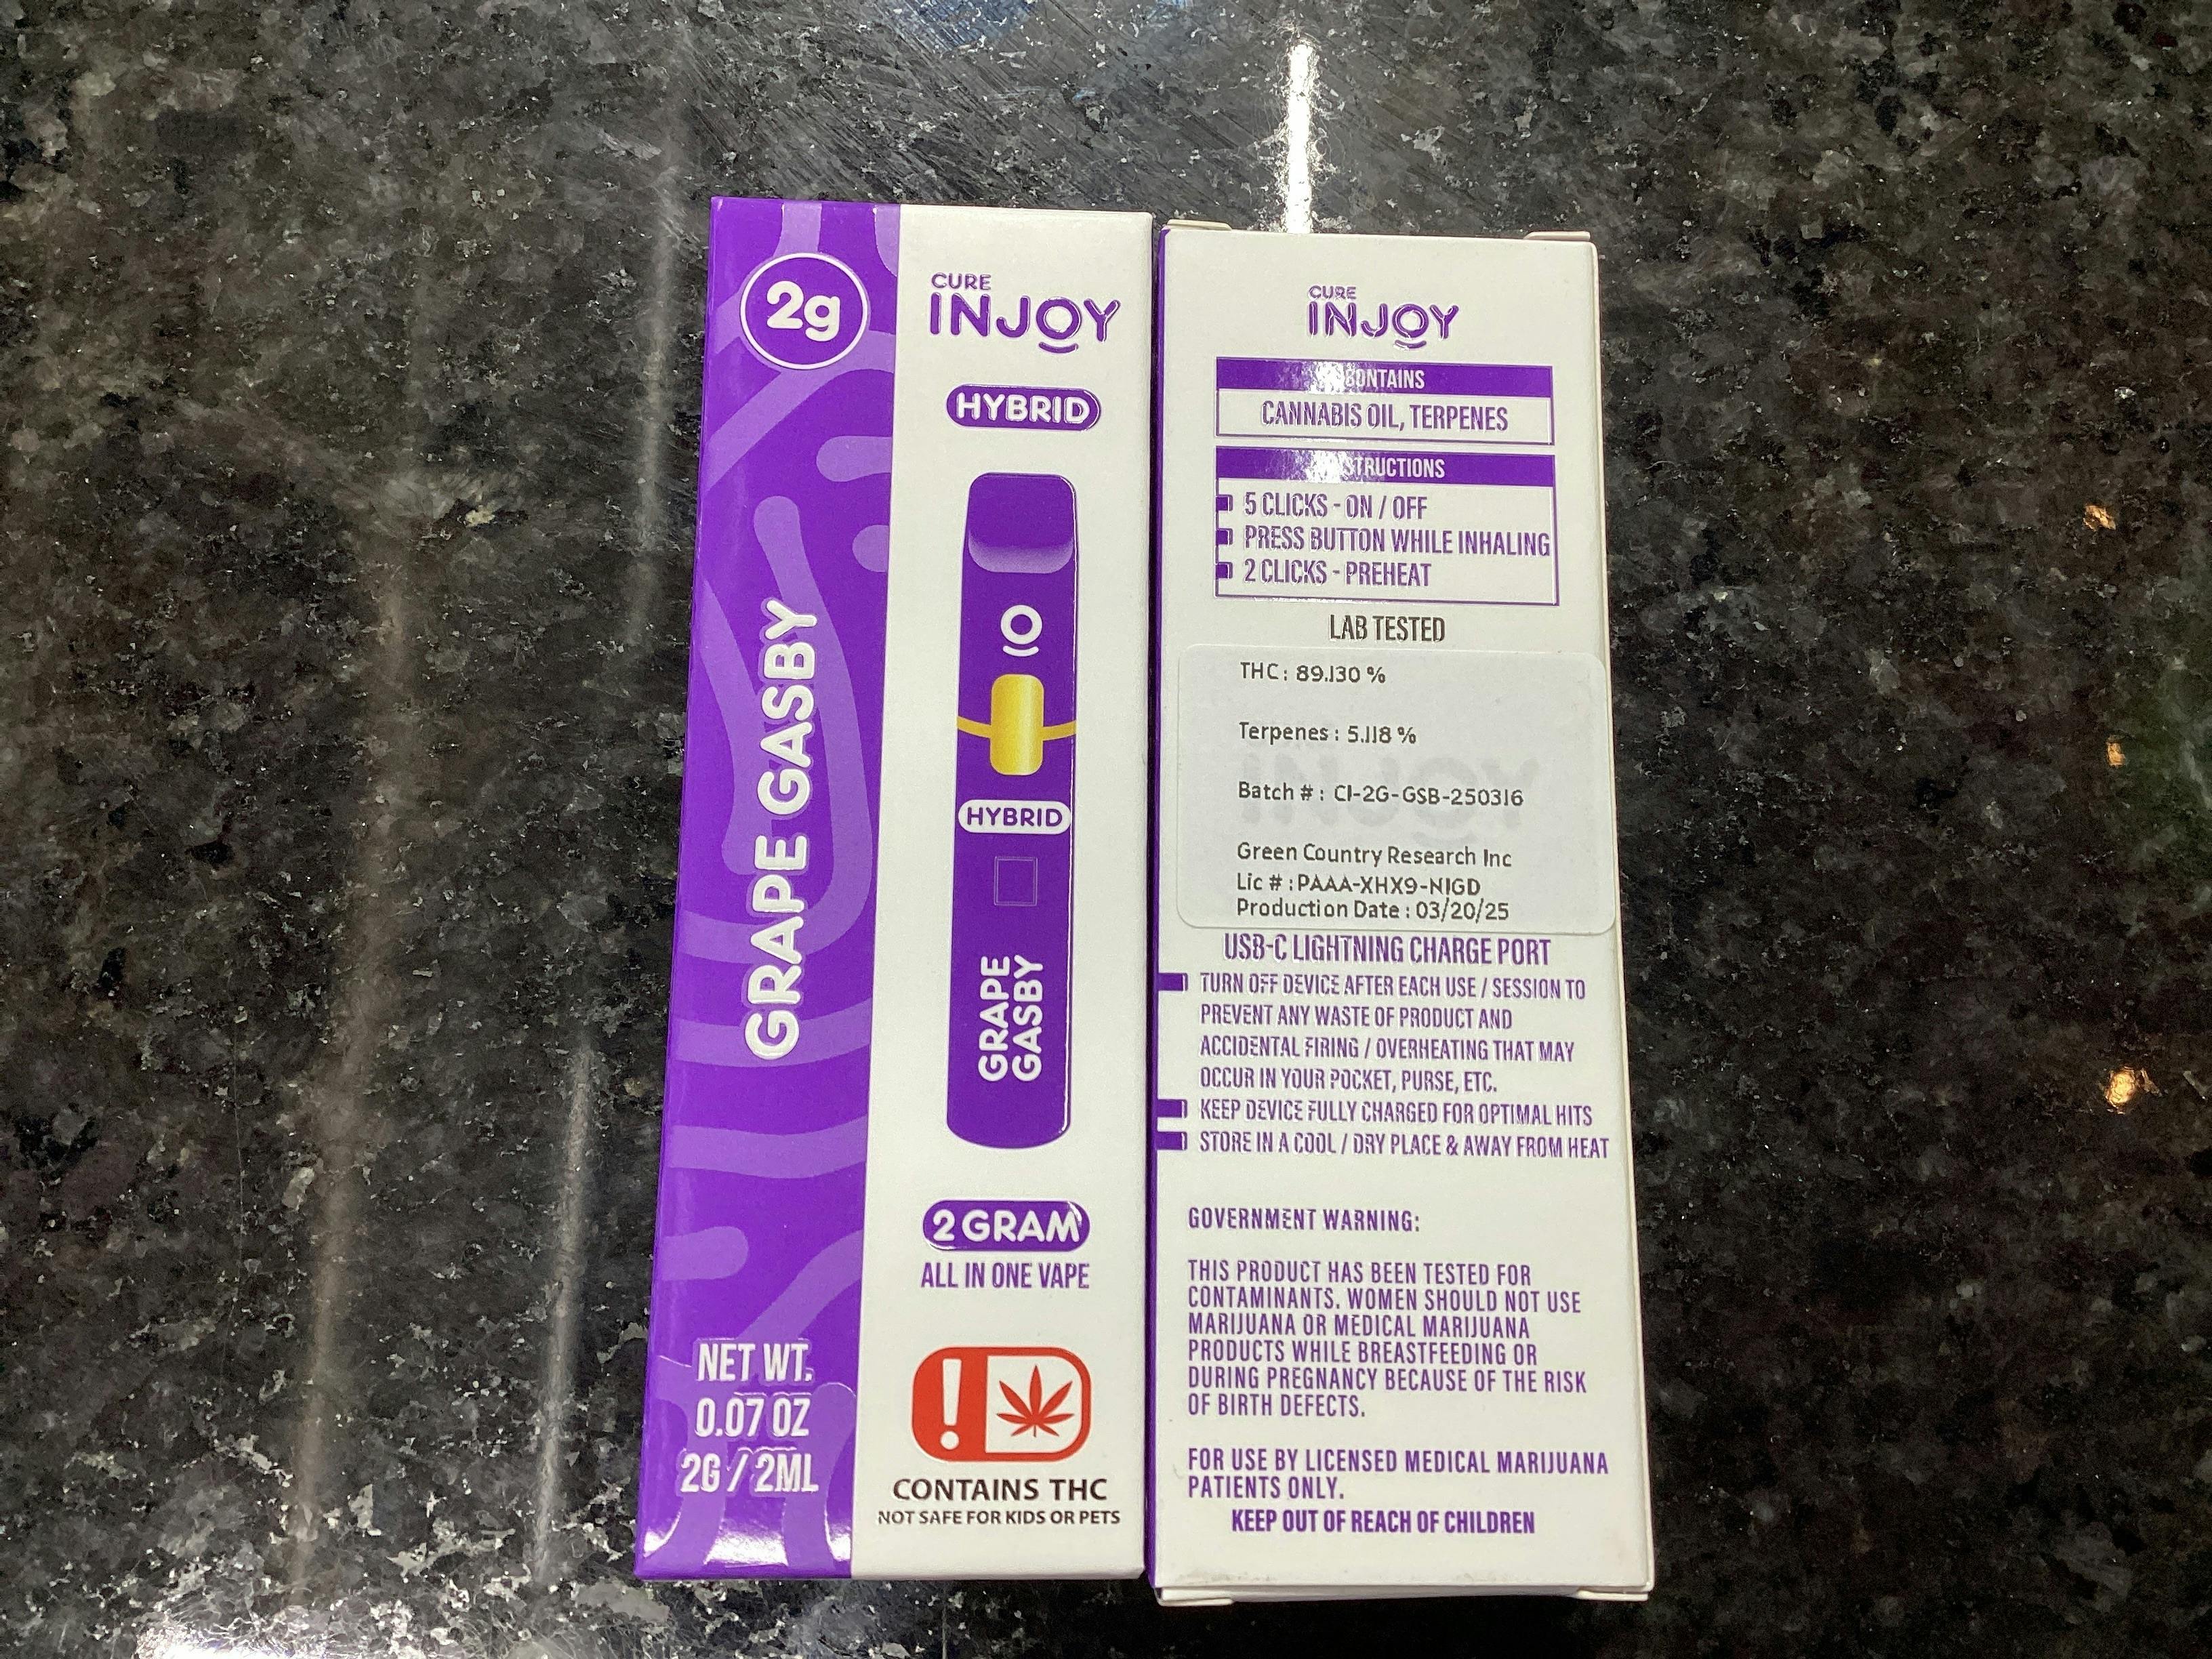 2g
GRAPE GASBY
NET WT.
0.07 OZ
2G / 2ML
CURE
INJOY
HYBRID
HYBRID
GRAPE
GASBY
2 GRAM
ALL IN ONE VAPE
!
CONTAINS THC
NOT SAFE FOR KIDS OR PETS
CURE
INJOY
CONTAINS
CANNABIS OIL, TERPENES
INSTRUCTIONS
5 CLICKS - ON / OFF
PRESS BUTTON WHILE INHALING
2 CLICKS - PREHEAT
LAB TESTED
THC : 89.130 %
Terpenes : 5.118 %
Batch # : CI-2G-GSB-250316
INJOY
Green Country Research Inc
Lic # : PAAA-XHX9-NIGD
Production Date : 03/20/25
USB-C LIGHTNING CHARGE PORT
TURN OFF DEVICE AFTER EACH USE / SESSION TO
PREVENT ANY WASTE OF PRODUCT AND
ACCIDENTAL FIRING / OVERHEATING THAT MAY
OCCUR IN YOUR POCKET, PURSE, ETC.
KEEP DEVICE FULLY CHARGED FOR OPTIMAL HITS
STORE IN A COOL / DRY PLACE & AWAY FROM HEAT
GOVERNMENT WARNING:
THIS PRODUCT HAS BEEN TESTED FOR
CONTAMINANTS. WOMEN SHOULD NOT USE
MARIJUANA OR MEDICAL MARIJUANA
PRODUCTS WHILE BREASTFEEDING OR
DURING PREGNANCY BECAUSE OF THE RISK
OF BIRTH DEFECTS.
FOR USE BY LICENSED MEDICAL MARIJUANA
PATIENTS ONLY.
KEEP OUT OF REACH OF CHILDREN